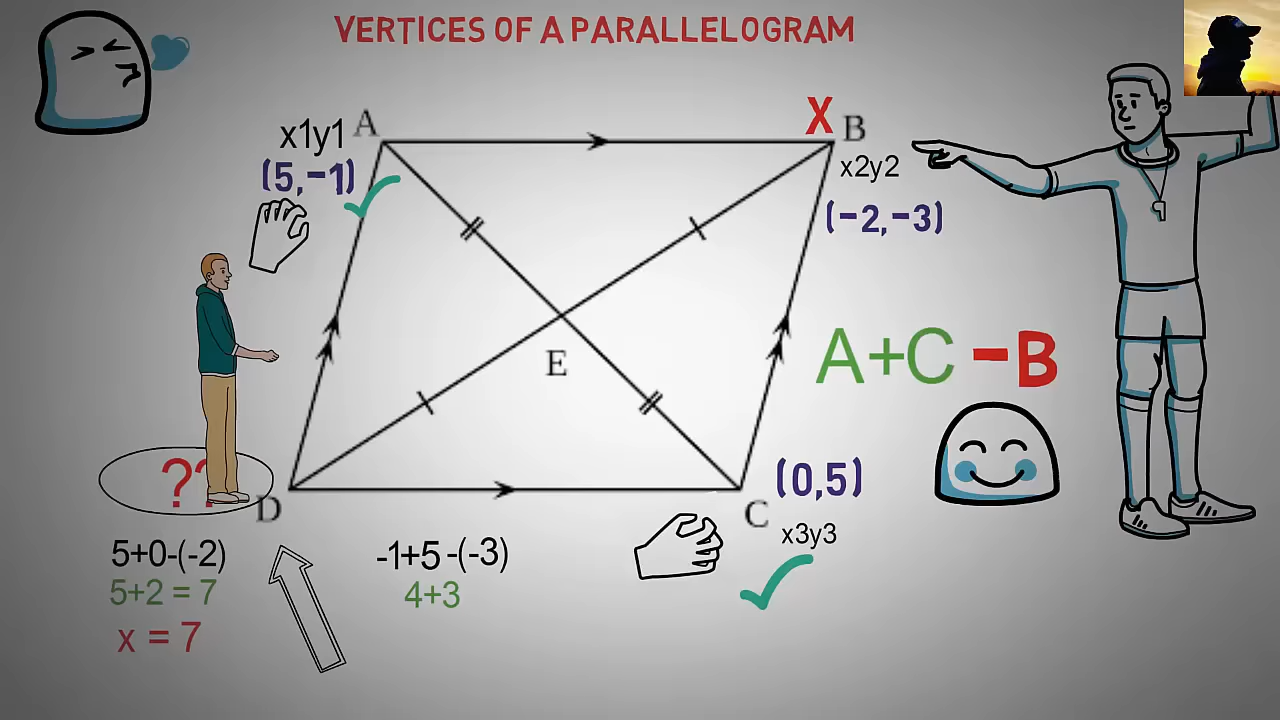 VERTICES OF A PARALLELOGRAM
x1y1 A
(5,-1)
X B
x2y2
(-2,-3)
E
A+C -B
??
D
C
(0,5)
x3y3
5+0-(-2)
5+2 = 7
x = 7
-1+5-(-3)
4+3